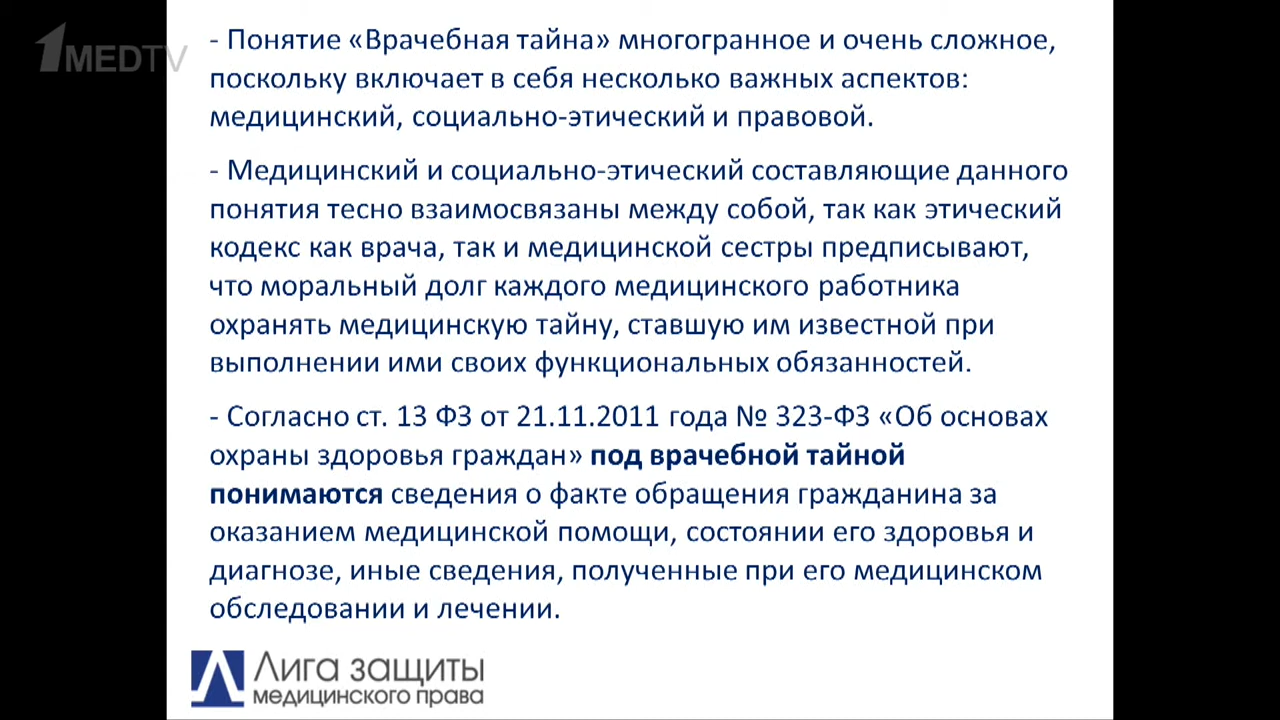 1MEDTV
- Понятие «Врачебная тайна» многогранное и очень сложное,
поскольку включает в себя несколько важных аспектов:
медицинский, социально-этический и правовой.
- Медицинский и социально-этический составляющие данного
понятия тесно взаимосвязаны между собой, так как этический
кодекс как врача, так и медицинской сестры предписывают,
что моральный долг каждого медицинского работника
охранять медицинскую тайну, ставшую им известной при
выполнении ими своих функциональных обязанностей.
- Согласно ст. 13 ФЗ от 21.11.2011 года № 323-ФЗ «Об основах
охраны здоровья граждан» под врачебной тайной
понимаются сведения о факте обращения гражданина за
оказанием медицинской помощи, состоянии его здоровья и
диагнозе, иные сведения, полученные при его медицинском
обследовании и лечении.
Лига защиты
медицинского права